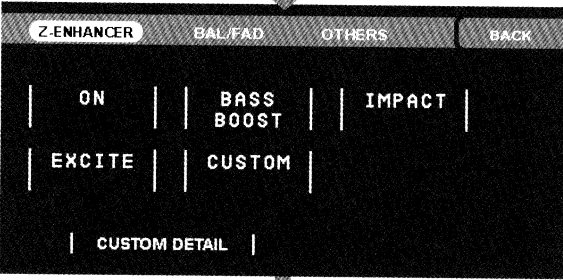 Z-ENHANCER BAL/FAD OTHERS BACK
ON BASS BOOST IMPACT
EXCITE CUSTOM
CUSTOM DETAIL